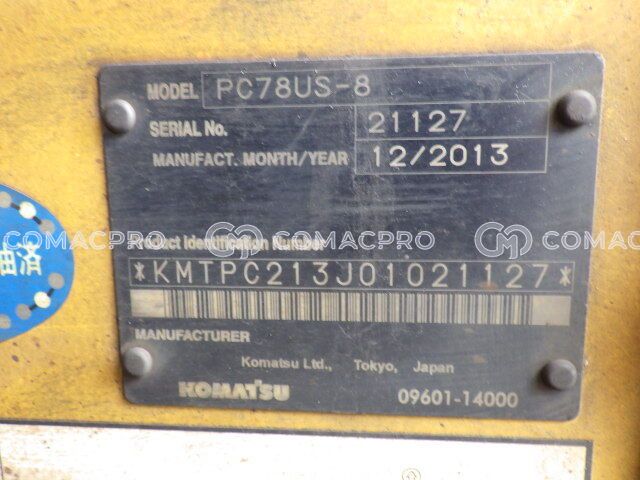 MODEL PC78US-8
SERIAL No. 21127
MANUFACT. MONTH/YEAR 12/2013
Product Identification Number
*KMTPC213J01021127*
MANUFACTURER
Komatsu Ltd., Tokyo, Japan
KOMATSU 09601-14000
済
COMACPRO COMACPRO COMACPRO